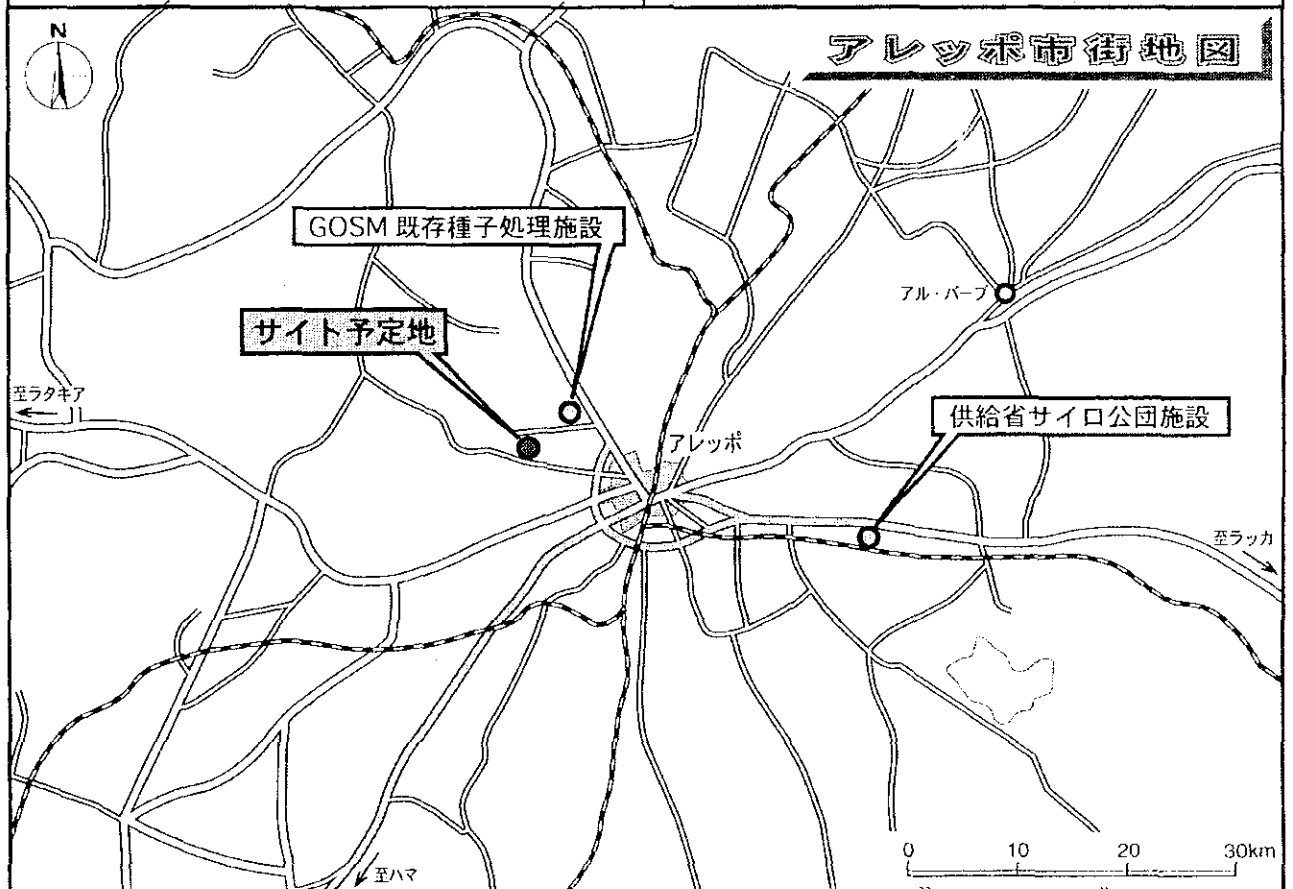 N
アレッポ市街地図
GOSM 既存種子処理施設
アル・バーブ
サイト予定地
至ラタキア
供給省サイロ公団施設
アレッポ
至ラッカ
0 10 20 30km
至ハマ